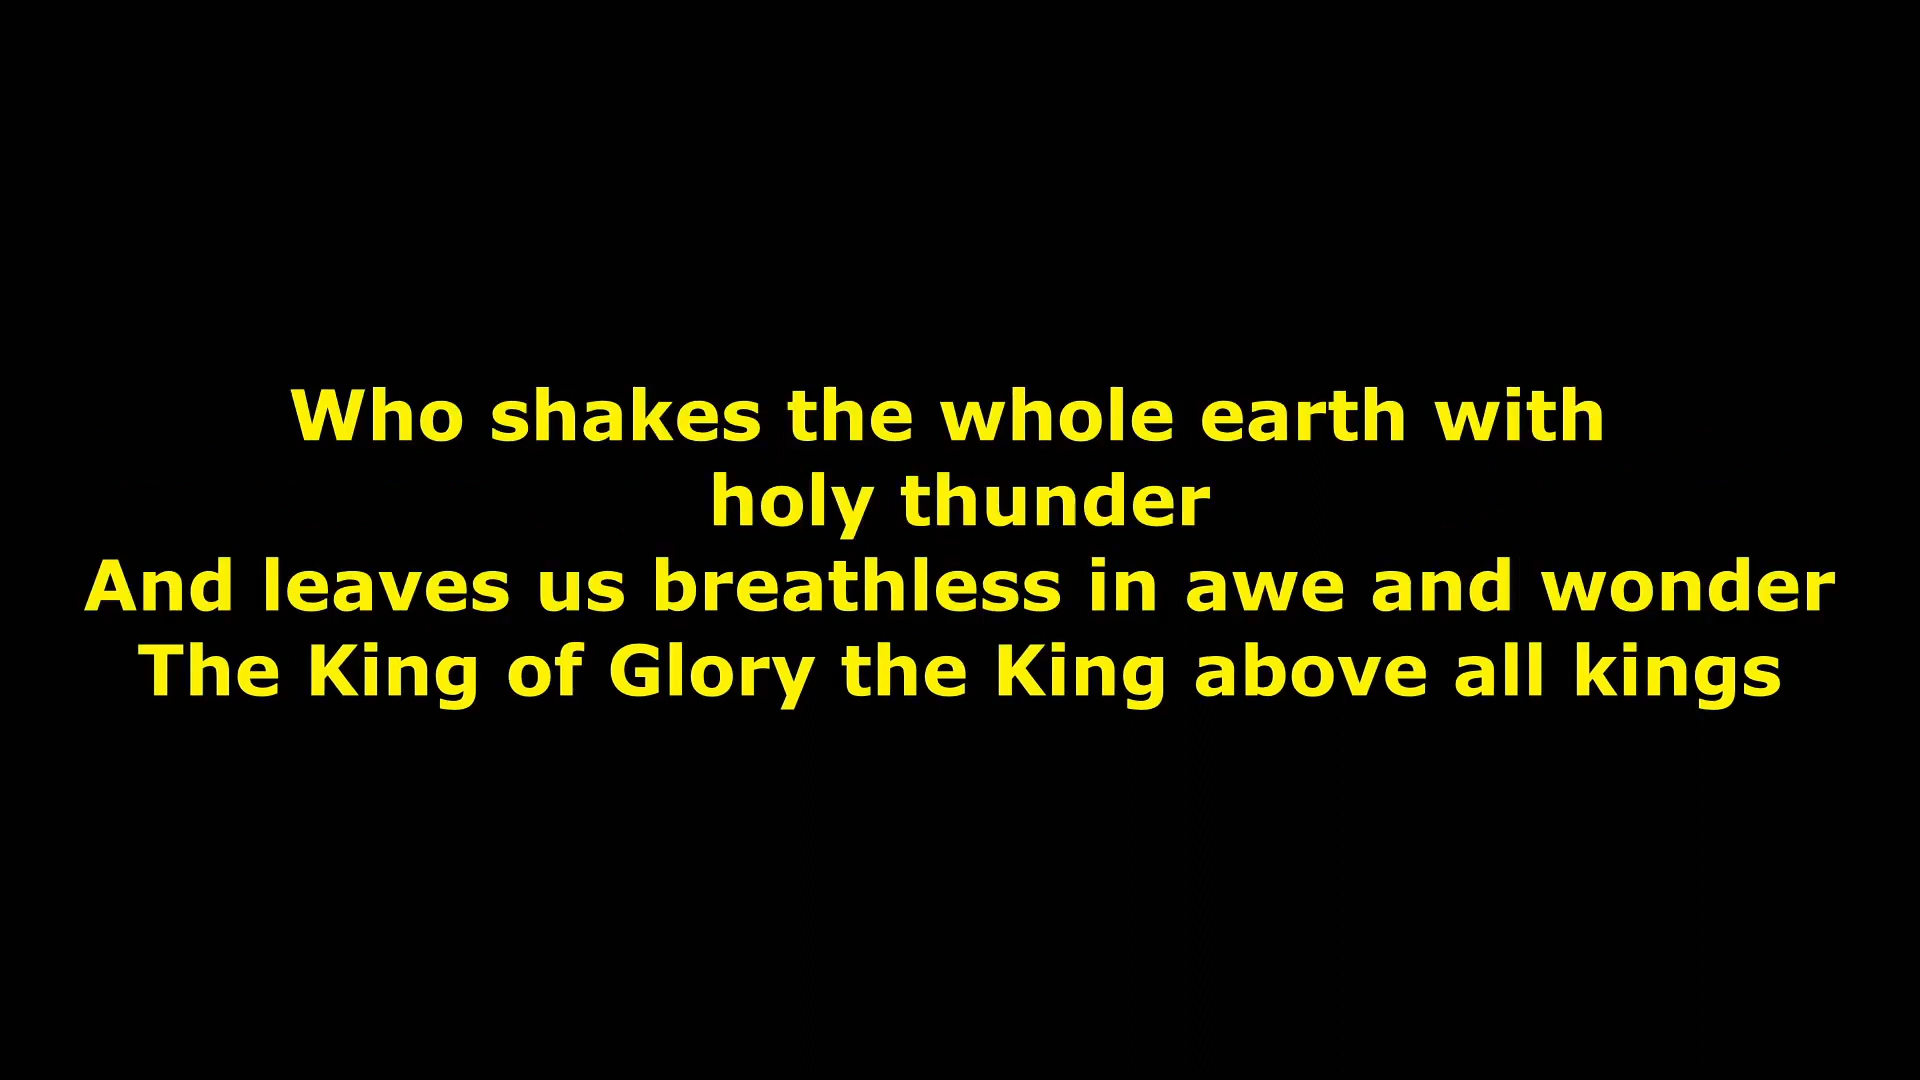 Who shakes the whole earth with
holy thunder
And leaves us breathless in awe and wonder
The King of Glory the King above all kings